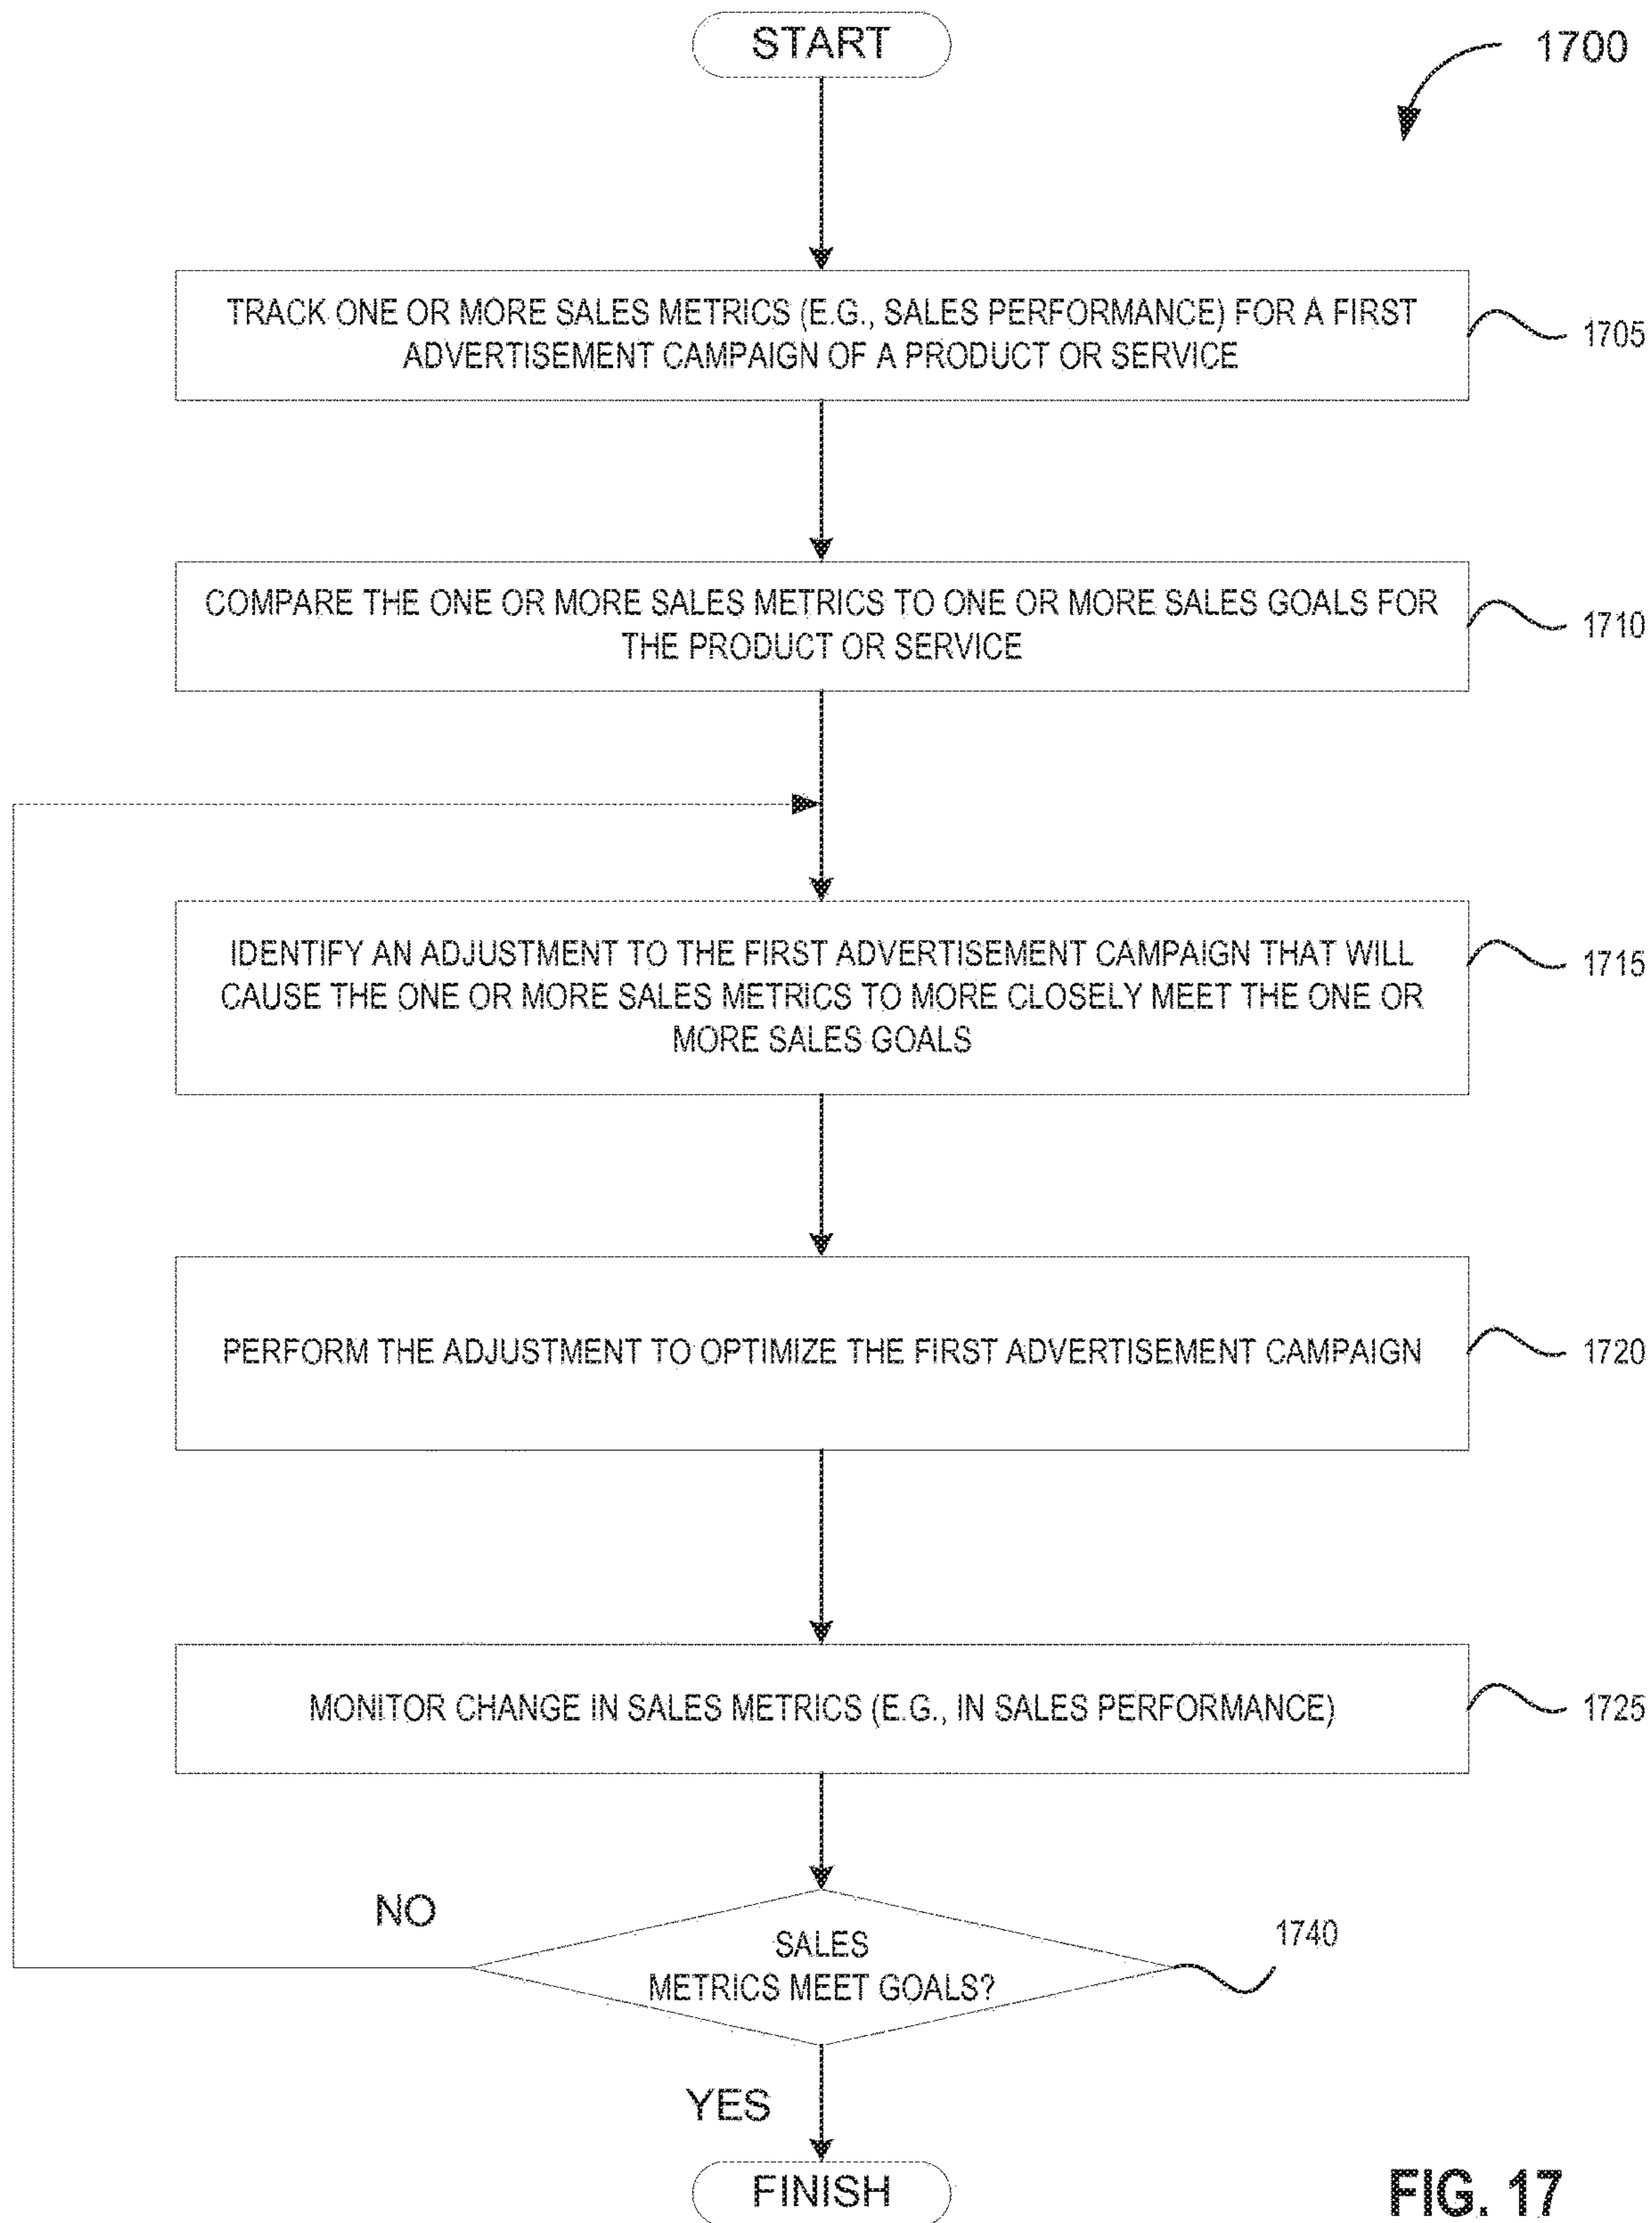 START
1700
TRACK ONE OR MORE SALES METRICS (E.G., SALES PERFORMANCE) FOR A FIRST
ADVERTISEMENT CAMPAIGN OF A PRODUCT OR SERVICE
1705
COMPARE THE ONE OR MORE SALES METRICS TO ONE OR MORE SALES GOALS FOR
THE PRODUCT OR SERVICE
1710
IDENTIFY AN ADJUSTMENT TO THE FIRST ADVERTISEMENT CAMPAIGN THAT WILL
CAUSE THE ONE OR MORE SALES METRICS TO MORE CLOSELY MEET THE ONE OR
MORE SALES GOALS
1715
PERFORM THE ADJUSTMENT TO OPTIMIZE THE FIRST ADVERTISEMENT CAMPAIGN
1720
MONITOR CHANGE IN SALES METRICS (E.G., IN SALES PERFORMANCE)
1725
NO
SALES
METRICS MEET GOALS?
1740
YES
FINISH
FIG. 17